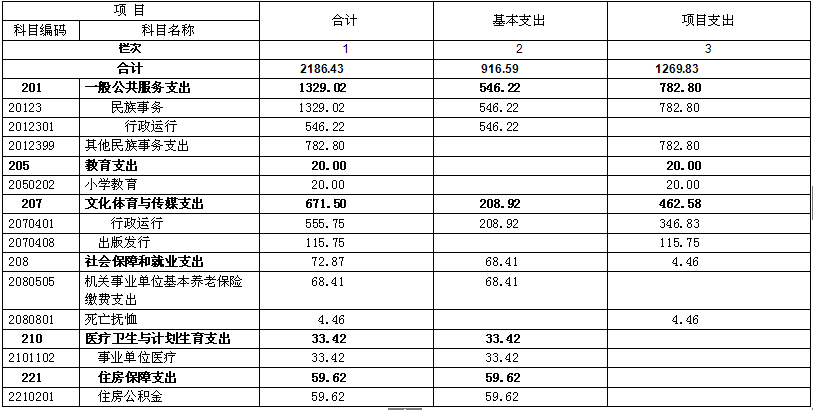 项 目 合计 基本支出 项目支出
科目编码 科目名称
栏次 1 2 3
合计 2186.43 916.59 1269.83
201 一般公共服务支出 1329.02 546.22 782.80
20123 民族事务 1329.02 546.22 782.80
2012301 行政运行 546.22 546.22
2012399 其他民族事务支出 782.80 782.80
205 教育支出 20.00 20.00
2050202 小学教育 20.00 20.00
207 文化体育与传媒支出 671.50 208.92 462.58
2070401 行政运行 555.75 208.92 346.83
2070408 出版发行 115.75 115.75
208 社会保障和就业支出 72.87 68.41 4.46
2080505 机关事业单位基本养老保险 68.41 68.41
缴费支出
2080801 死亡抚恤 4.46 4.46
210 医疗卫生与计划生育支出 33.42 33.42
2101102 事业单位医疗 33.42 33.42
221 住房保障支出 59.62 59.62
2210201 住房公积金 59.62 59.62